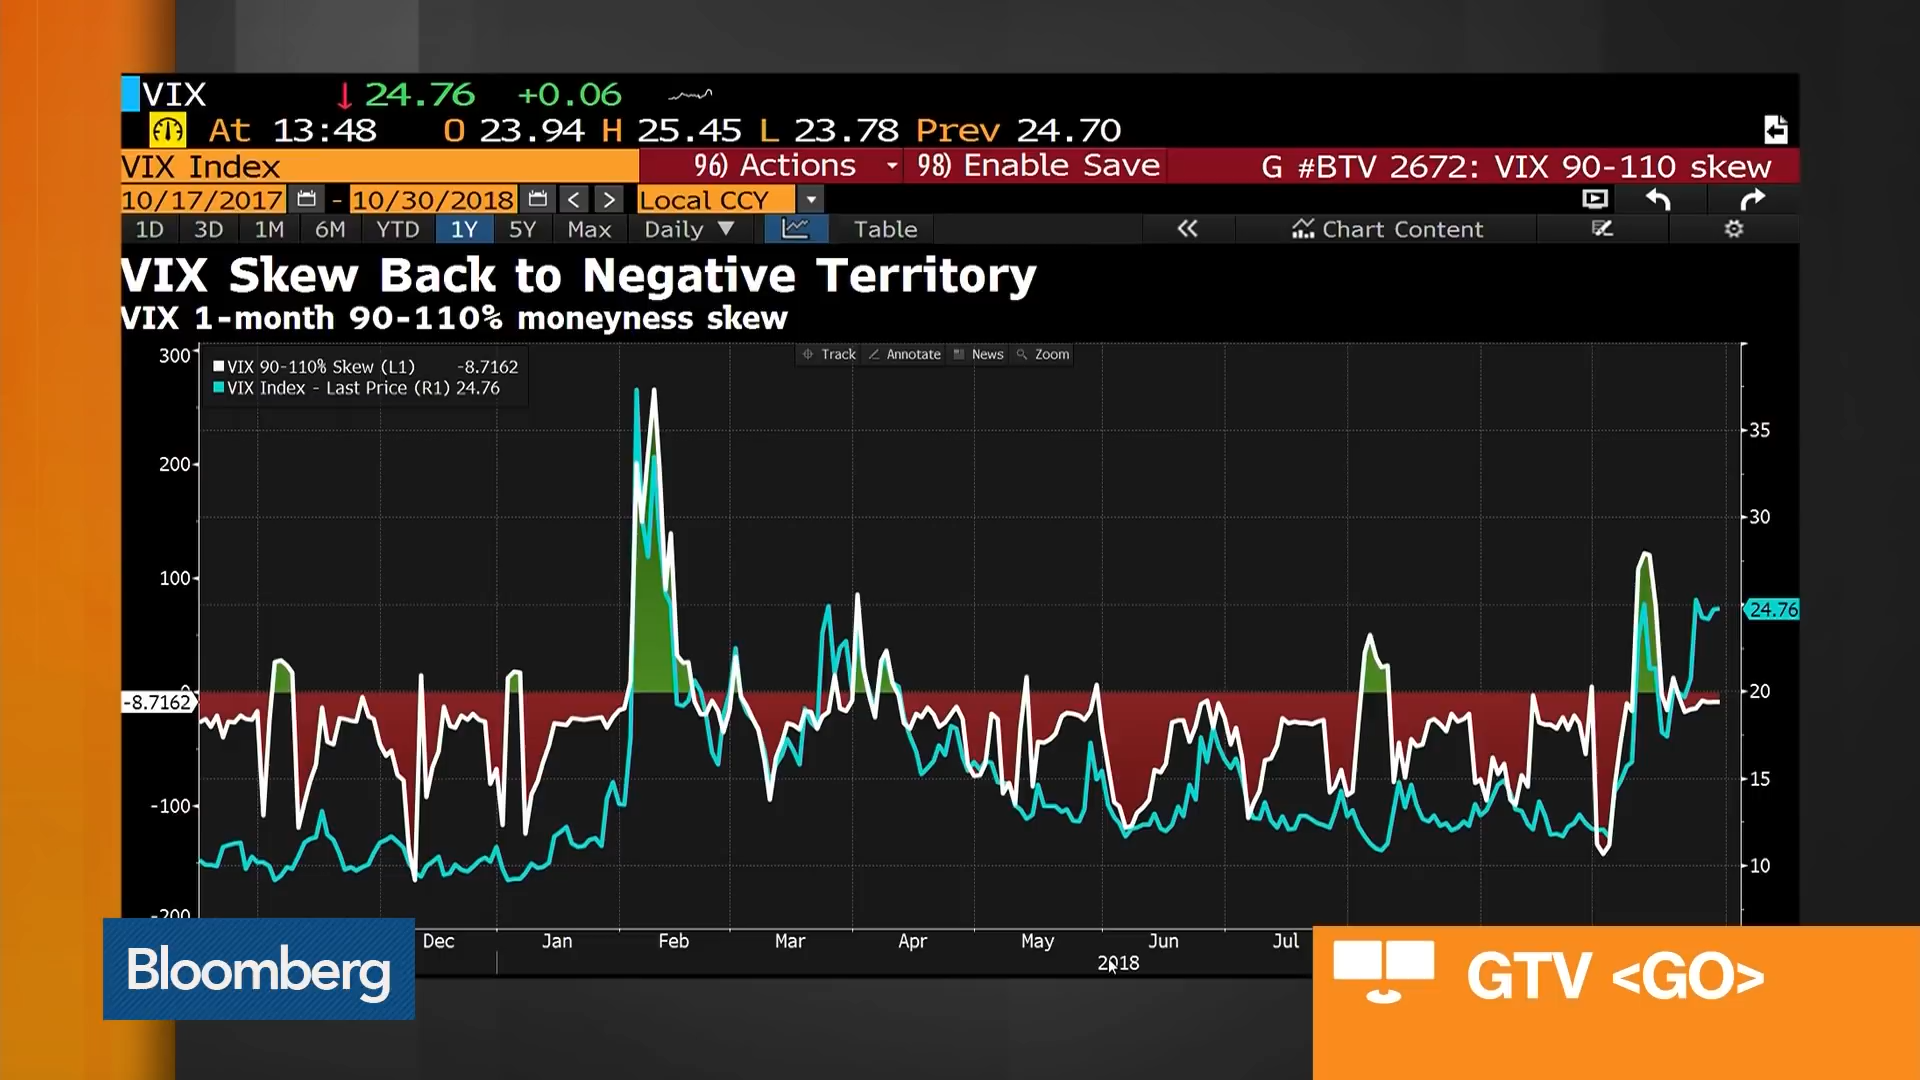 VIX ↓ 24.76 +0.06
At 13:48 O 23.94 H 25.45 L 23.78 Prev 24.70
VIX Index 96) Actions 98) Enable Save G #BTV 2672: VIX 90-110 skew
10/17/2017 - 10/30/2018 < > Local CCY
1D 3D 1M 6M YTD 1Y 5Y Max Daily ▼ Table « Chart Content
VIX Skew Back to Negative Territory
VIX 1-month 90-110% moneyness skew
Track Annotate News Zoom
VIX 90-110% Skew (L1) -8.7162
VIX Index - Last Price (R1) 24.76
300
200
100
0
-8.7162
-100
-200
35
30
24.76
20
15
10
Dec Jan Feb Mar Apr May Jun Jul
2018
Bloomberg
GTV <GO>